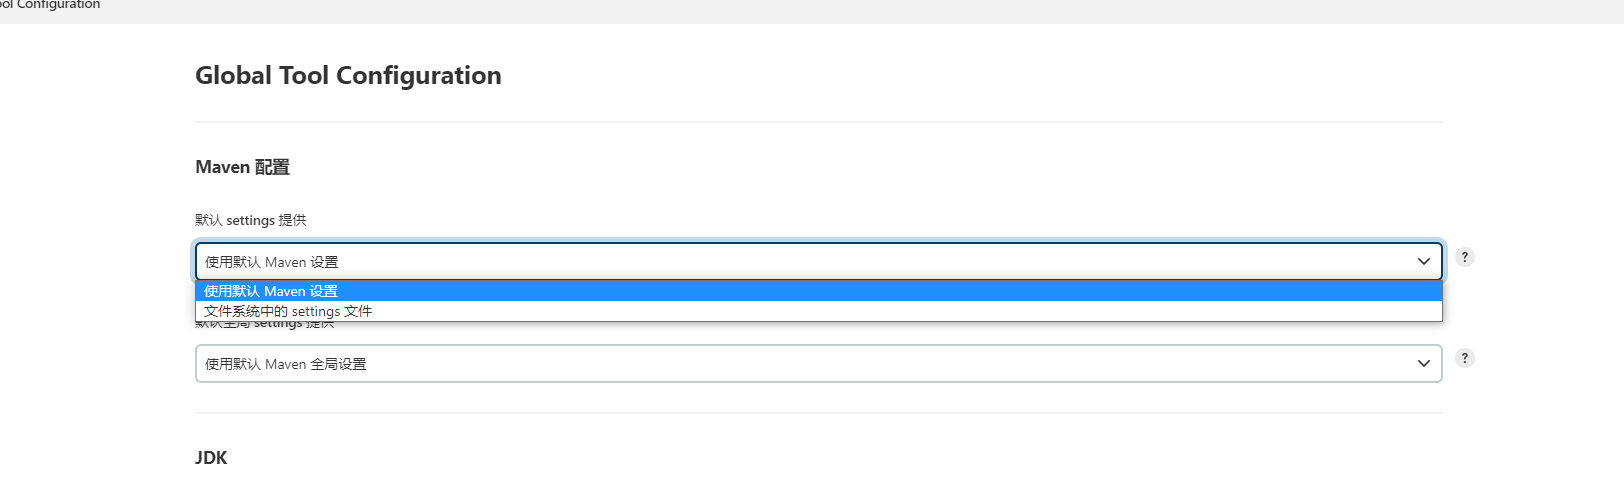 ool Configuration
Global Tool Configuration
Maven 配置
默认 settings 提供
使用默认 Maven 设置
?
使用默认 Maven 设置
文件系统中的 settings 文件
默认全局 settings 提供
使用默认 Maven 全局设置
?
JDK